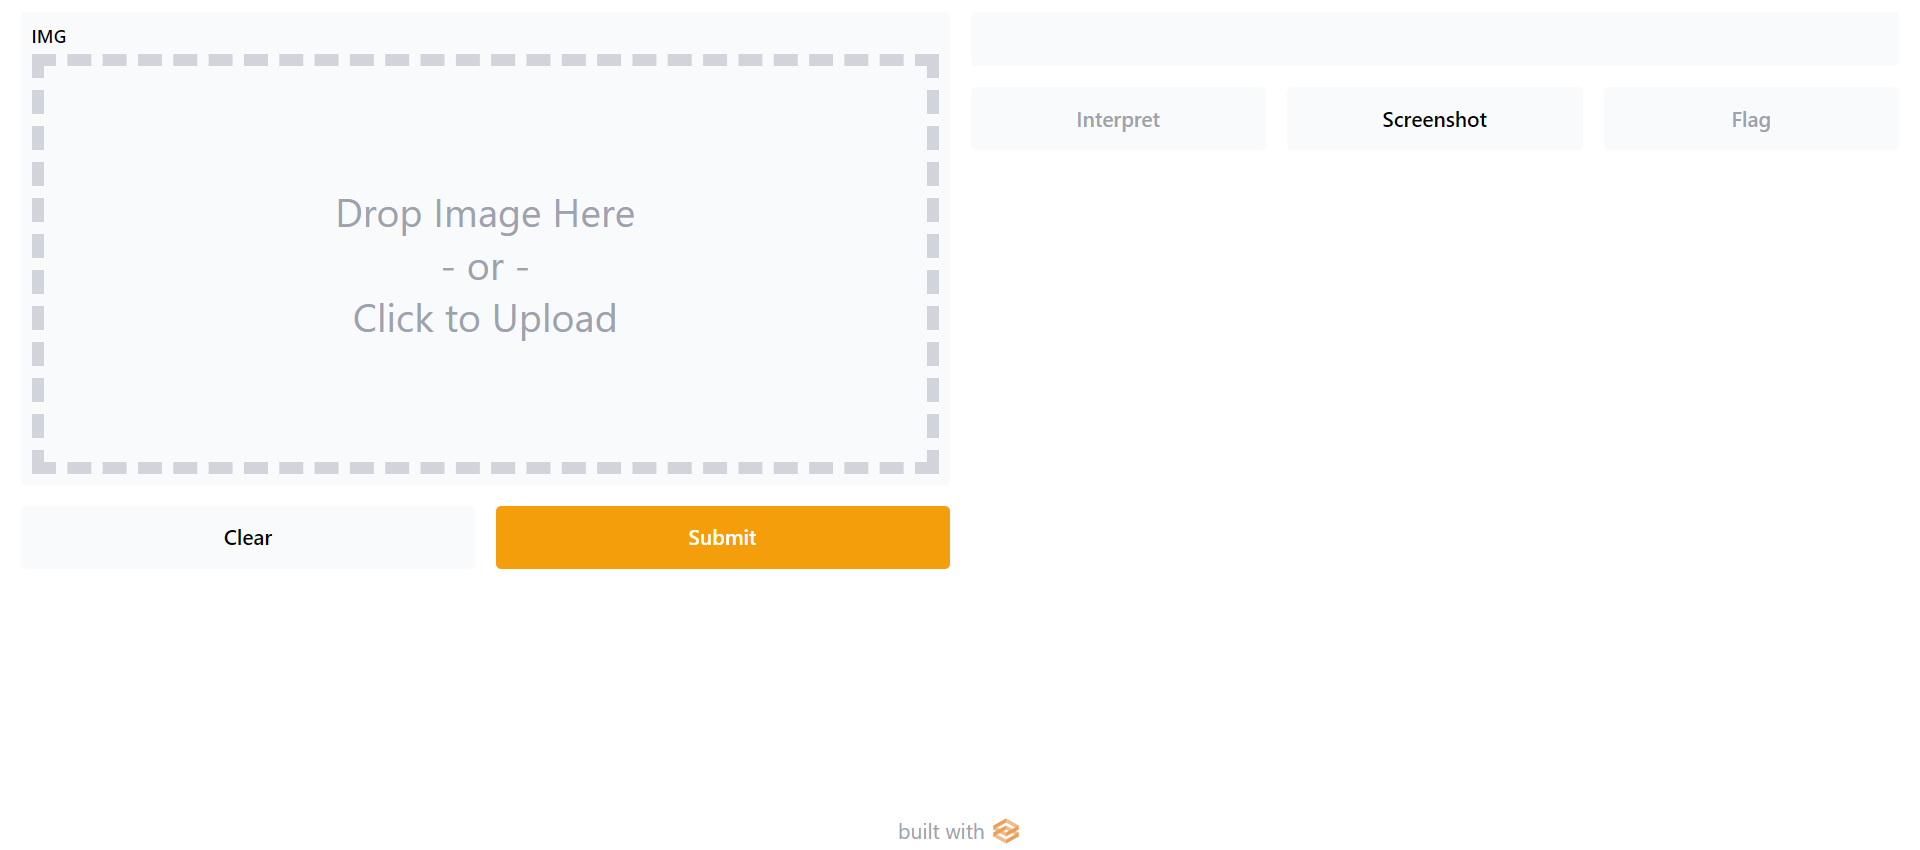 IMG
Drop Image Here
- or -
Click to Upload
Clear
Submit
Interpret
Screenshot
Flag
built with